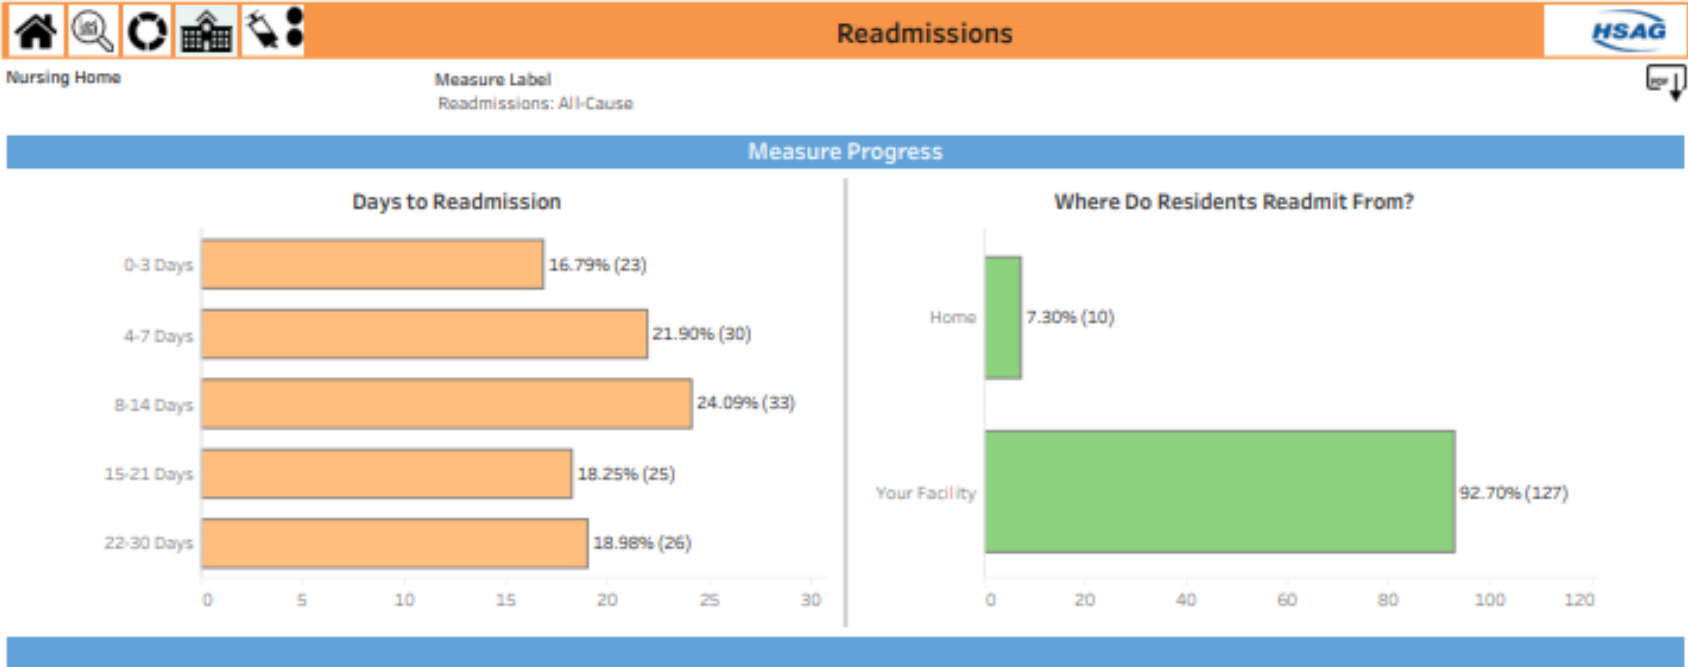 Readmissions
HSAG
Nursing Home
Measure Label
Readmissions: All-Cause
PDF
Measure Progress
Days to Readmission
0-3 Days 16.79% (23)
4-7 Days 21.90% (30)
8-14 Days 24.09% (33)
15-21 Days 18.25% (25)
22-30 Days 18.98% (26)
0 5 10 15 20 25 30
Where Do Residents Readmit From?
Home 7.30% (10)
Your Facility 92.70% (127)
0 20 40 60 80 100 120